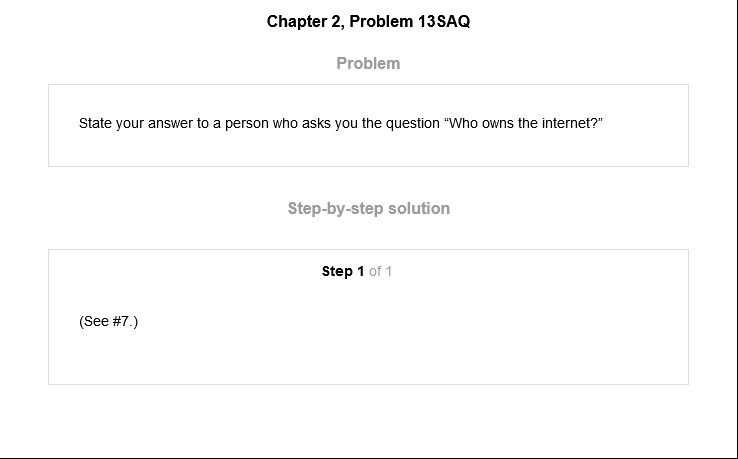 Chapter 2, Problem 13SAQ
Problem
State your answer to a person who asks you the question “Who owns the internet?”
Step-by-step solution
Step 1 of 1
(See #7.)